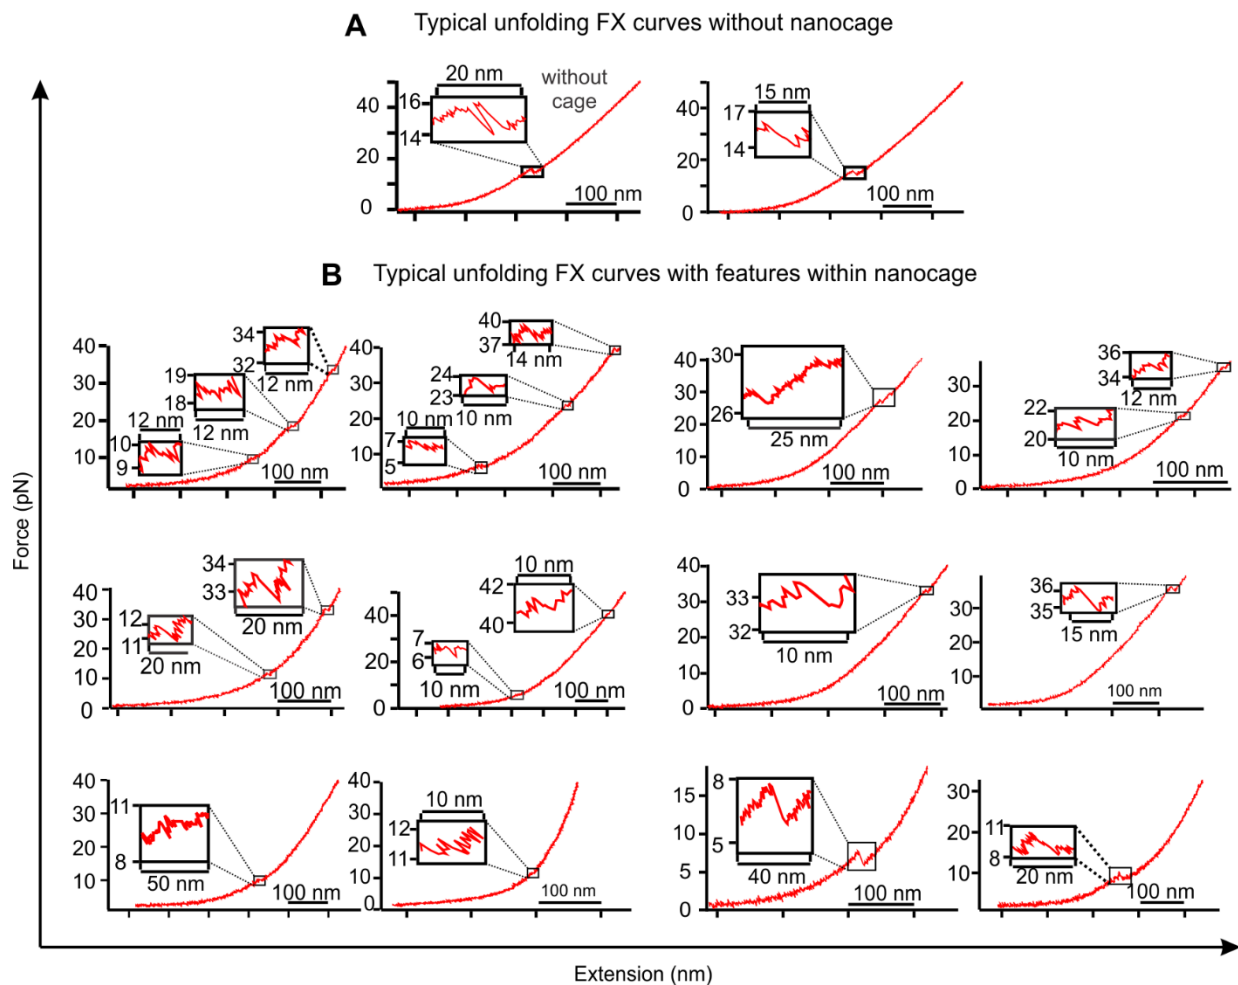 A Typical unfolding FX curves without nanocage
20 nm
without
cage
16
14
40
20
0
100 nm
15 nm
17
14
40
20
0
100 nm
B Typical unfolding FX curves with features within nanocage
34
32
12 nm
19
18
12 nm
12 nm
10
9
40
30
20
10
100 nm
40
37
14 nm
24
23
10 nm
10 nm
7
5
40
30
20
10
0
100 nm
30
26
25 nm
40
30
20
10
0
100 nm
36
34
12 nm
22
20
10 nm
30
20
10
0
100 nm
34
33
20 nm
12
11
20 nm
40
30
20
10
0
100 nm
10 nm
42
40
7
6
10 nm
40
20
0
100 nm
33
32
10 nm
40
30
20
10
0
100 nm
36
35
15 nm
30
20
10
0
100 nm
11
8
50 nm
40
30
20
10
100 nm
10 nm
12
11
40
30
20
10
0
100 nm
8
5
40 nm
15
10
5
0
100 nm
11
8
20 nm
30
20
10
0
100 nm
Force (pN)
Extension (nm)